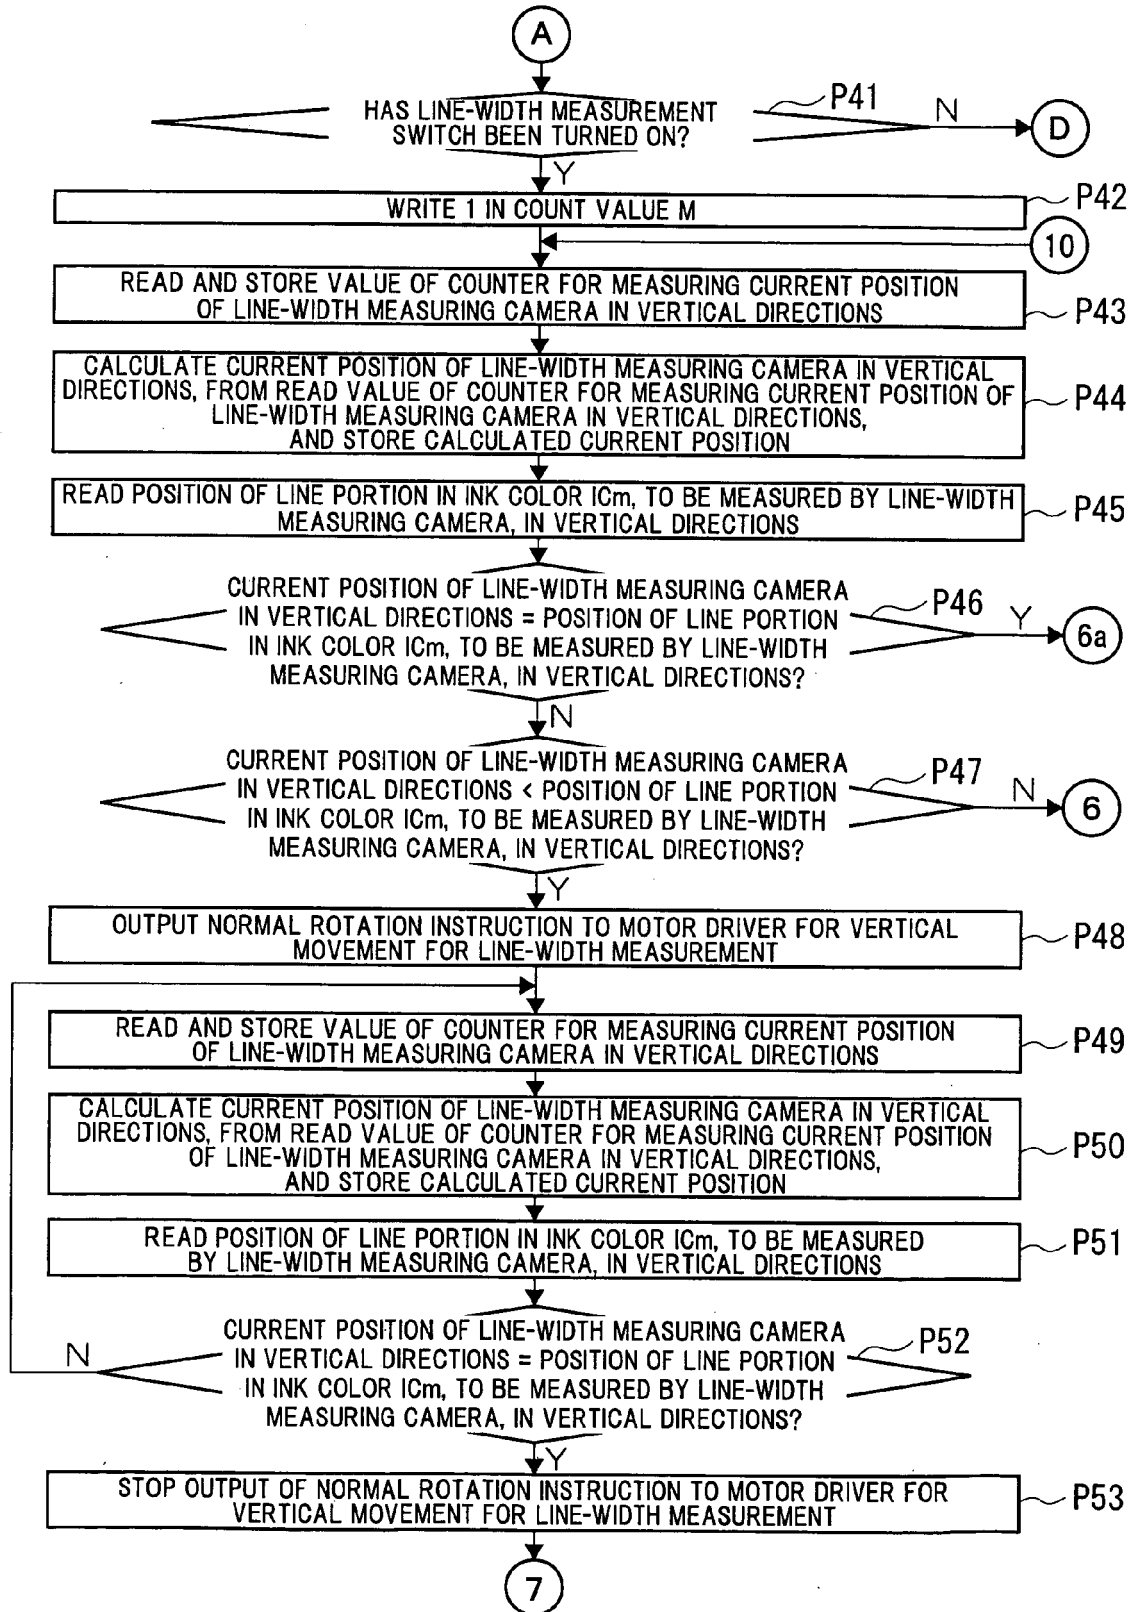 A
HAS LINE-WIDTH MEASUREMENT
SWITCH BEEN TURNED ON?
P41
N
D
Y
WRITE 1 IN COUNT VALUE M
P42
10
READ AND STORE VALUE OF COUNTER FOR MEASURING CURRENT POSITION
OF LINE-WIDTH MEASURING CAMERA IN VERTICAL DIRECTIONS
P43
CALCULATE CURRENT POSITION OF LINE-WIDTH MEASURING CAMERA IN VERTICAL
DIRECTIONS, FROM READ VALUE OF COUNTER FOR MEASURING CURRENT POSITION OF
LINE-WIDTH MEASURING CAMERA IN VERTICAL DIRECTIONS,
AND STORE CALCULATED CURRENT POSITION
P44
READ POSITION OF LINE PORTION IN INK COLOR ICm, TO BE MEASURED BY LINE-WIDTH
MEASURING CAMERA, IN VERTICAL DIRECTIONS
P45
CURRENT POSITION OF LINE-WIDTH MEASURING CAMERA
IN VERTICAL DIRECTIONS = POSITION OF LINE PORTION
IN INK COLOR ICm, TO BE MEASURED BY LINE-WIDTH
MEASURING CAMERA, IN VERTICAL DIRECTIONS?
P46
Y
6a
N
CURRENT POSITION OF LINE-WIDTH MEASURING CAMERA
IN VERTICAL DIRECTIONS < POSITION OF LINE PORTION
IN INK COLOR ICm, TO BE MEASURED BY LINE-WIDTH
MEASURING CAMERA, IN VERTICAL DIRECTIONS?
P47
N
6
Y
OUTPUT NORMAL ROTATION INSTRUCTION TO MOTOR DRIVER FOR VERTICAL
MOVEMENT FOR LINE-WIDTH MEASUREMENT
P48
READ AND STORE VALUE OF COUNTER FOR MEASURING CURRENT POSITION
OF LINE-WIDTH MEASURING CAMERA IN VERTICAL DIRECTIONS
P49
CALCULATE CURRENT POSITION OF LINE-WIDTH MEASURING CAMERA IN VERTICAL
DIRECTIONS, FROM READ VALUE OF COUNTER FOR MEASURING CURRENT POSITION
OF LINE-WIDTH MEASURING CAMERA IN VERTICAL DIRECTIONS,
AND STORE CALCULATED CURRENT POSITION
P50
READ POSITION OF LINE PORTION IN INK COLOR ICm, TO BE MEASURED
BY LINE-WIDTH MEASURING CAMERA, IN VERTICAL DIRECTIONS
P51
CURRENT POSITION OF LINE-WIDTH MEASURING CAMERA
IN VERTICAL DIRECTIONS = POSITION OF LINE PORTION
IN INK COLOR ICm, TO BE MEASURED BY LINE-WIDTH
MEASURING CAMERA, IN VERTICAL DIRECTIONS?
P52
N
Y
STOP OUTPUT OF NORMAL ROTATION INSTRUCTION TO MOTOR DRIVER FOR
VERTICAL MOVEMENT FOR LINE-WIDTH MEASUREMENT
P53
7